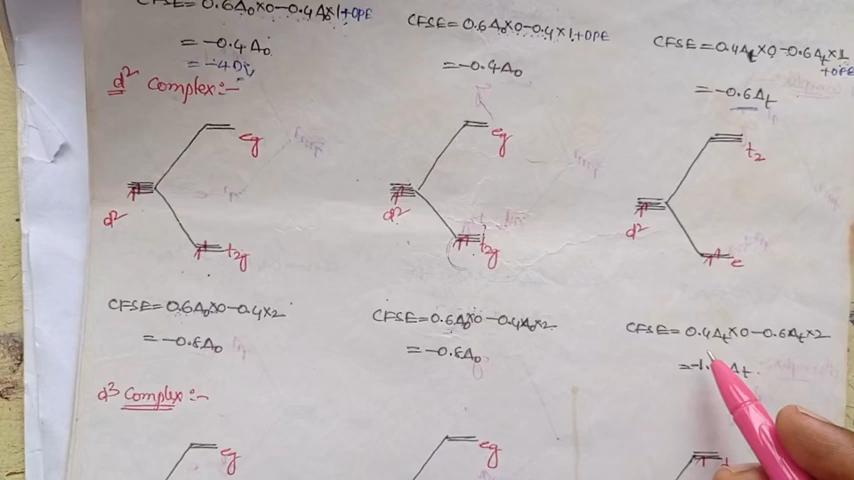 CFSE = 0.6Δ₀×0 -0.4Δ₀×1+OPE
= -0.4Δ₀
= -4Dq
CFSE = 0.6Δ₀×0 -0.4×1+OPE
= -0.4Δ₀
CFSE = 0.4Δt×0 -0.6Δt×1
+OPE
= -0.6Δt
d² Complex:-
eg
d²
t₂g
eg
d²
t₂g
t₂
d²
e
CFSE = 0.6Δ₀×0 -0.4×2
= -0.8Δ₀
CFSE = 0.6Δ₀×0 -0.4Δ₀×2
= -0.8Δ₀
CFSE = 0.4Δt×0 -0.6Δt×2
Δt.
d³ Complex:-
eg
eg